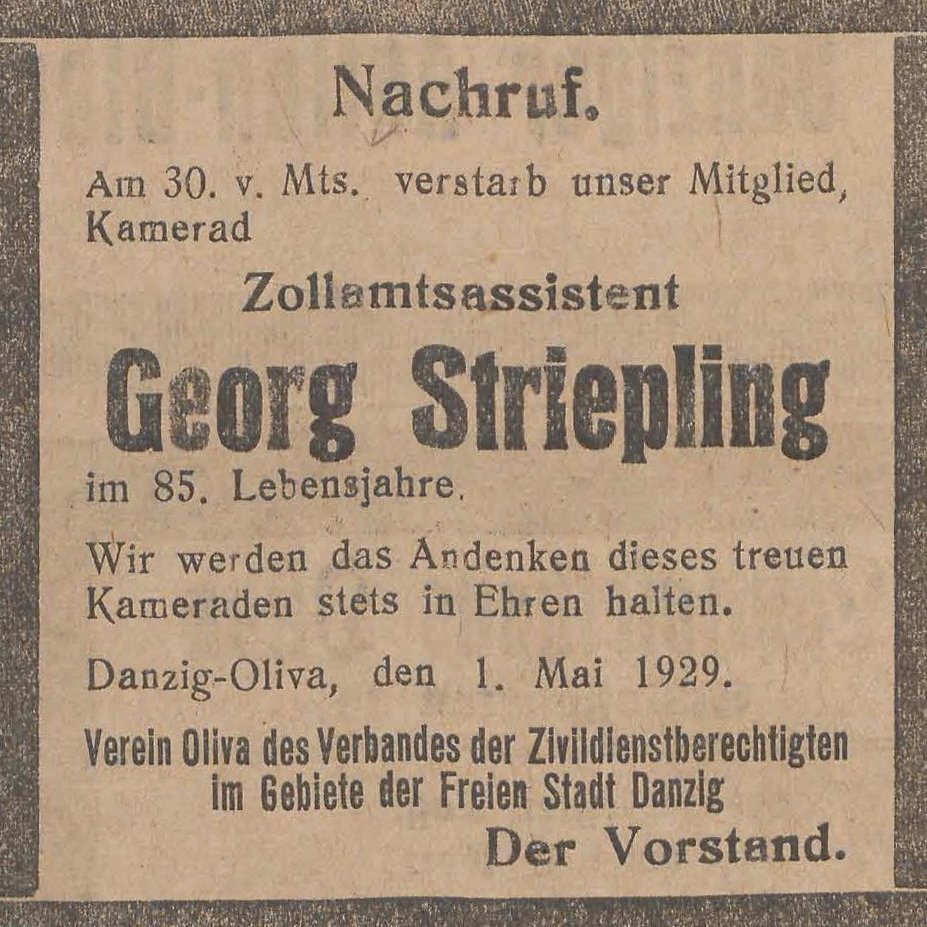 Nachruf.
Am 30. v. Mts. verstarb unser Mitglied,
Kamerad
Zollamtsassistent
Georg Striepling
im 85. Lebensjahre.
Wir werden das Andenken dieses treuen
Kameraden stets in Ehren halten.
Danzig-Oliva, den 1. Mai 1929.
Verein Oliva des Verbandes der Zivildienstberechtigten
im Gebiete der Freien Stadt Danzig
Der Vorstand.